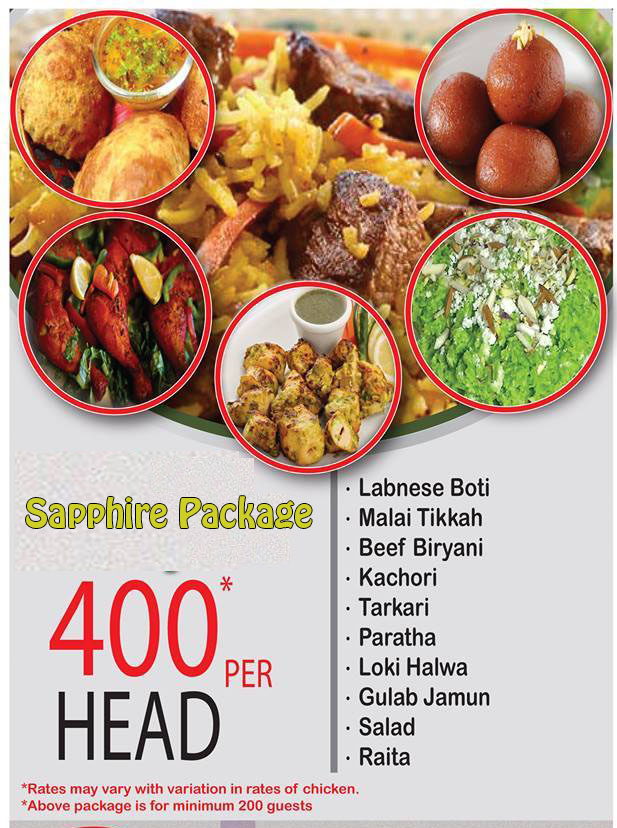 Sapphire Package
400*
PER
HEAD
· Labnese Boti
· Malai Tikkah
· Beef Biryani
· Kachori
· Tarkari
· Paratha
· Loki Halwa
· Gulab Jamun
· Salad
· Raita
*Rates may vary with variation in rates of chicken.
*Above package is for minimum 200 guests